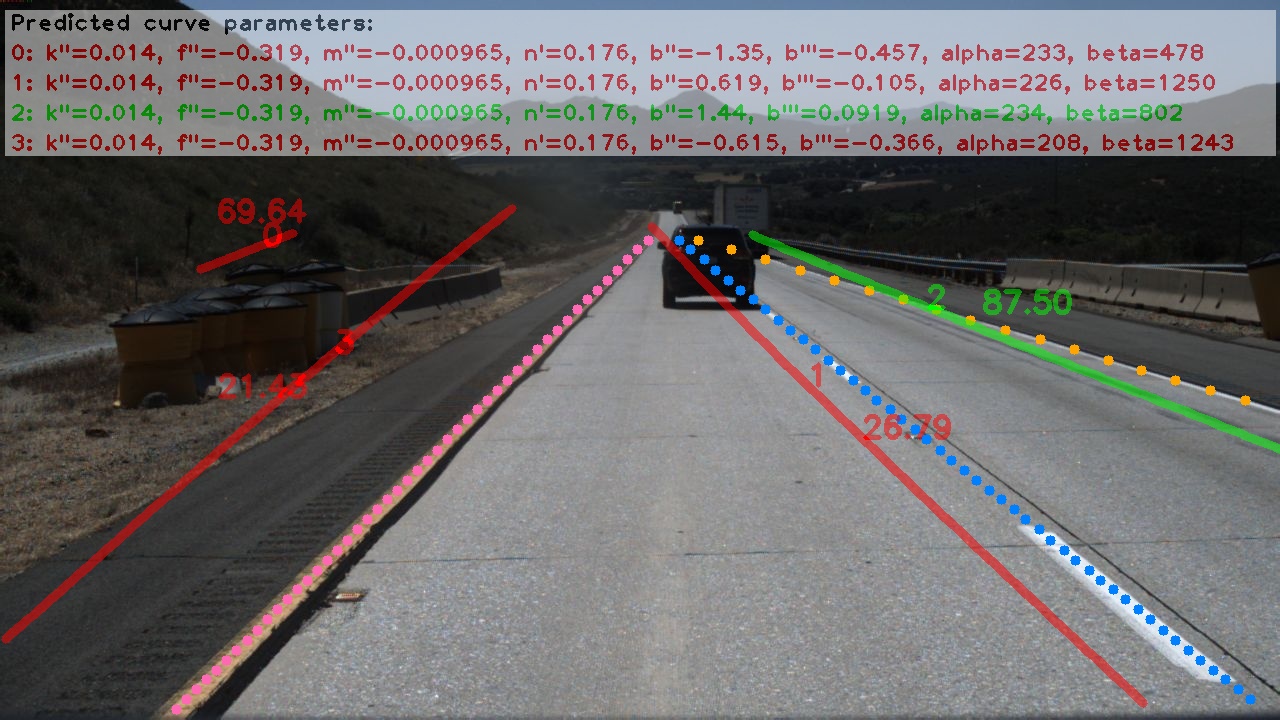 Predicted curve parameters:
0: k''=0.014, f''=-0.319, m''=-0.000965, n'=0.176, b''=-1.35, b'''=-0.457, alpha=233, beta=478
1: k''=0.014, f''=-0.319, m''=-0.000965, n'=0.176, b''=0.619, b'''=-0.105, alpha=226, beta=1250
2: k''=0.014, f''=-0.319, m''=-0.000965, n'=0.176, b''=1.44, b'''=0.0919, alpha=234, beta=802
3: k''=0.014, f''=-0.319, m''=-0.000965, n'=0.176, b''=-0.615, b'''=-0.366, alpha=208, beta=1243
69.64
0
2
87.50
3
1
21.43
26.79